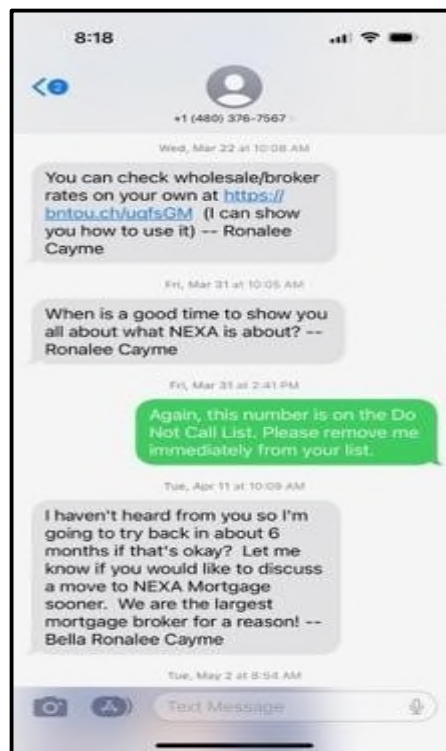 8:18
2
+1 (480) 376-7567
Wed, Mar 22 at 10:08 AM
You can check wholesale/broker
rates on your own at https://
bntou.ch/uqfsGM (I can show
you how to use it) -- Ronalee
Cayme
Fri, Mar 31 at 10:05 AM
When is a good time to show you
all about what NEXA is about? --
Ronalee Cayme
Fri, Mar 31 at 2:41 PM
Again, this number is on the Do
Not Call List. Please remove me
immediately from your list.
Tue, Apr 11 at 10:09 AM
I haven't heard from you so I'm
going to try back in about 6
months if that's okay? Let me
know if you would like to discuss
a move to NEXA Mortgage
sooner. We are the largest
mortgage broker for a reason! --
Bella Ronalee Cayme
Tue, May 2 at 8:54 AM
Text Message